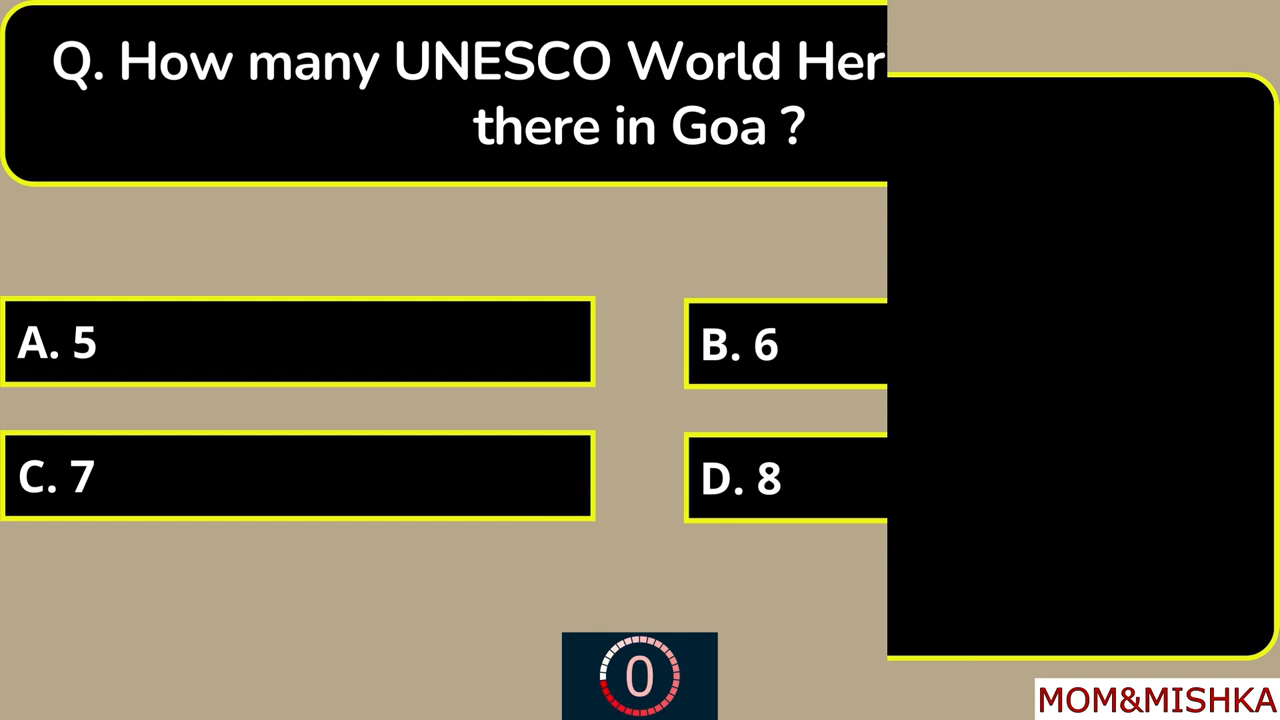 Q. How many UNESCO World Her
there in Goa ?
A. 5
B. 6
C. 7
D. 8
0
MOM&MISHKA